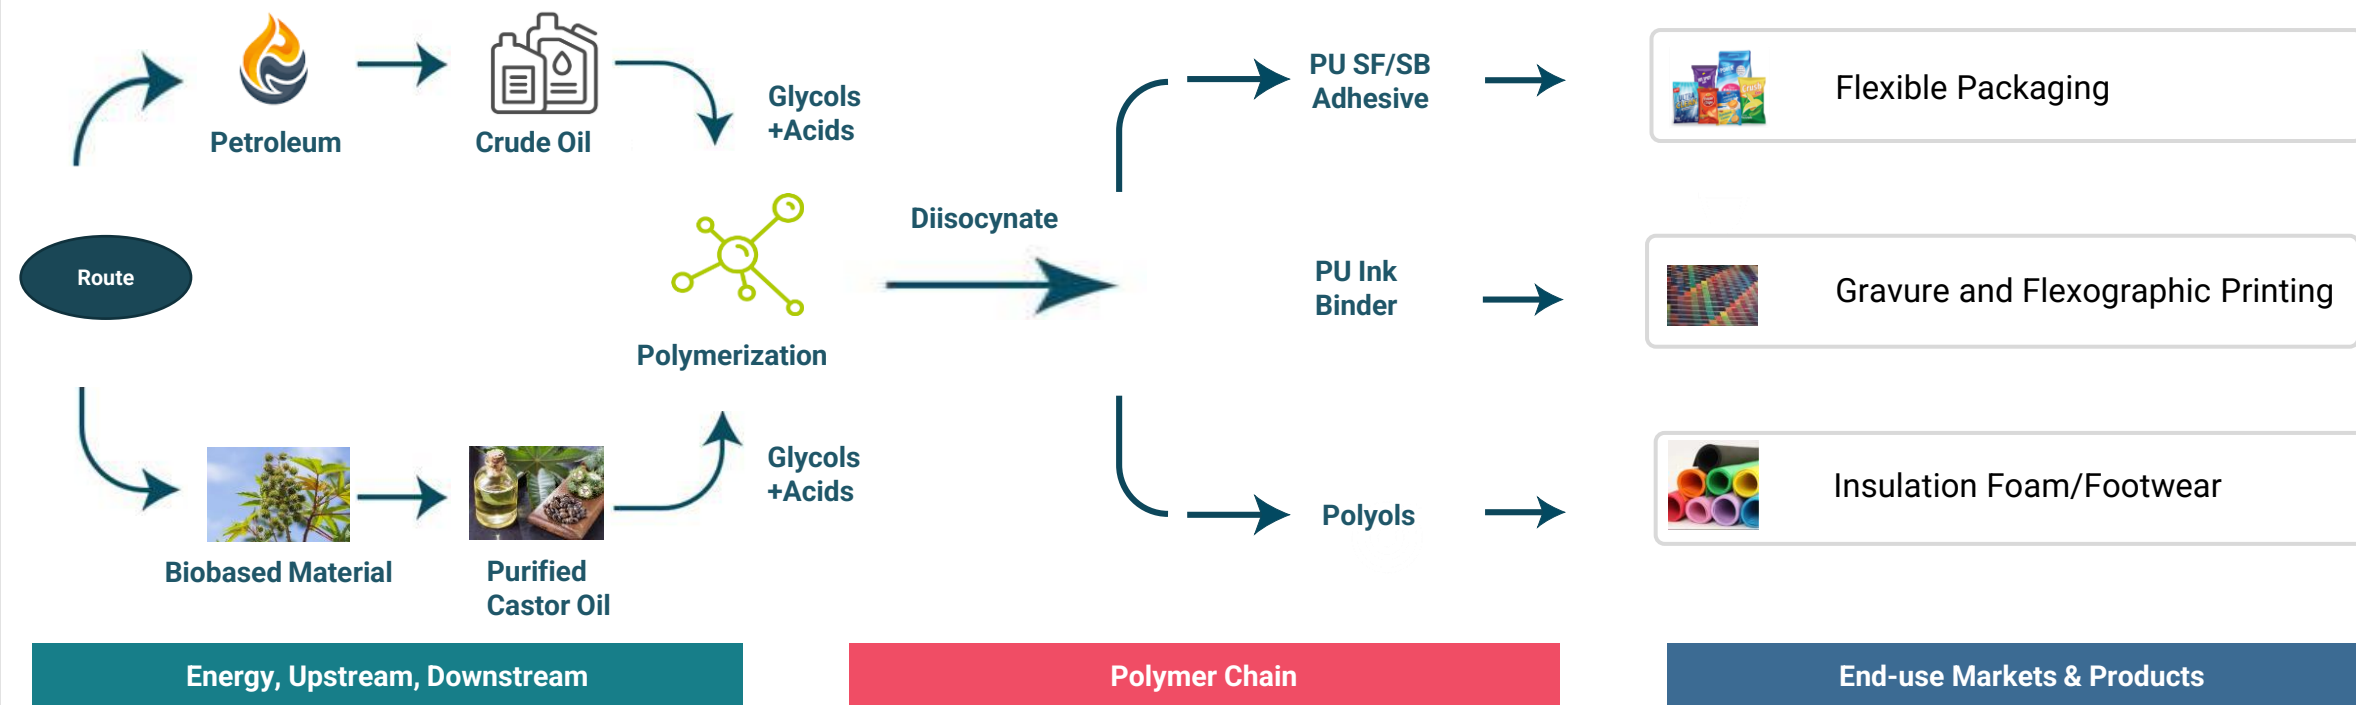 Petroleum
Crude Oil
Glycols
+Acids
PU SF/SB
Adhesive
Flexible Packaging
Route
Polymerization
Diisocynate
PU Ink
Binder
Gravure and Flexographic Printing
Biobased Material
Purified
Castor Oil
Glycols
+Acids
Polyols
Insulation Foam/Footwear
Energy, Upstream, Downstream
Polymer Chain
End-use Markets & Products